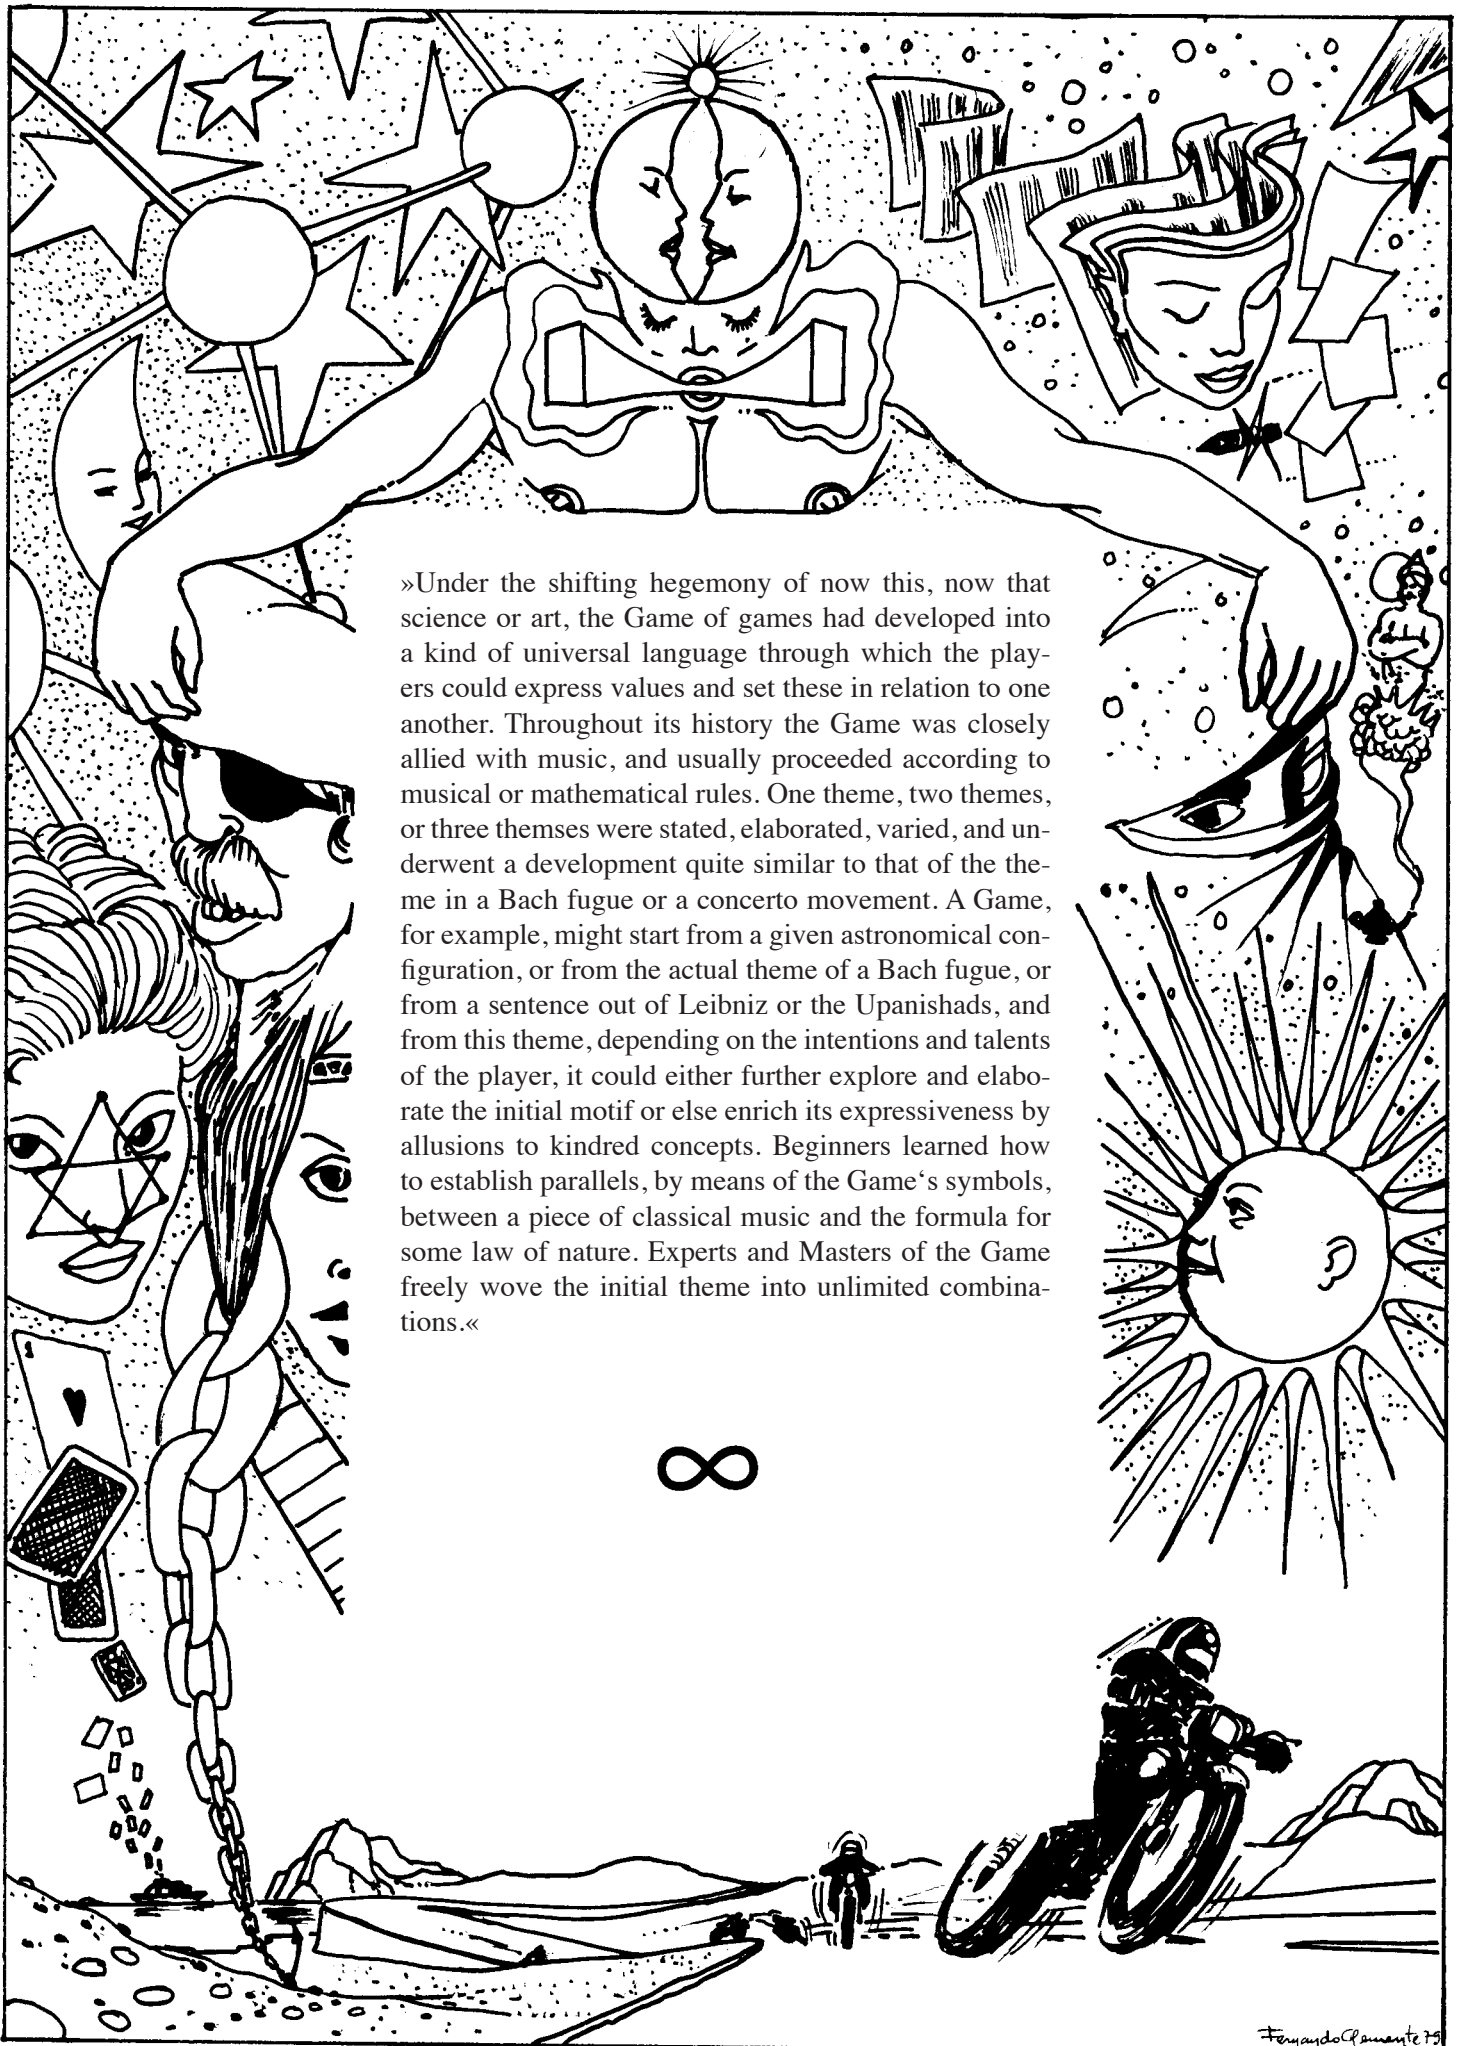 »Under the shifting hegemony of now this, now that
science or art, the Game of games had developed into
a kind of universal language through which the play-
ers could express values and set these in relation to one
another. Throughout its history the Game was closely
allied with music, and usually proceeded according to
musical or mathematical rules. One theme, two themes,
or three themses were stated, elaborated, varied, and un-
derwent a development quite similar to that of the the-
me in a Bach fugue or a concerto movement. A Game,
for example, might start from a given astronomical con-
figuration, or from the actual theme of a Bach fugue, or
from a sentence out of Leibniz or the Upanishads, and
from this theme, depending on the intentions and talents
of the player, it could either further explore and elabo-
rate the initial motif or else enrich its expressiveness by
allusions to kindred concepts. Beginners learned how
to establish parallels, by means of the Game‘s symbols,
between a piece of classical music and the formula for
some law of nature. Experts and Masters of the Game
freely wove the initial theme into unlimited combina-
tions.«
1
∞
Fernando Clemente 79